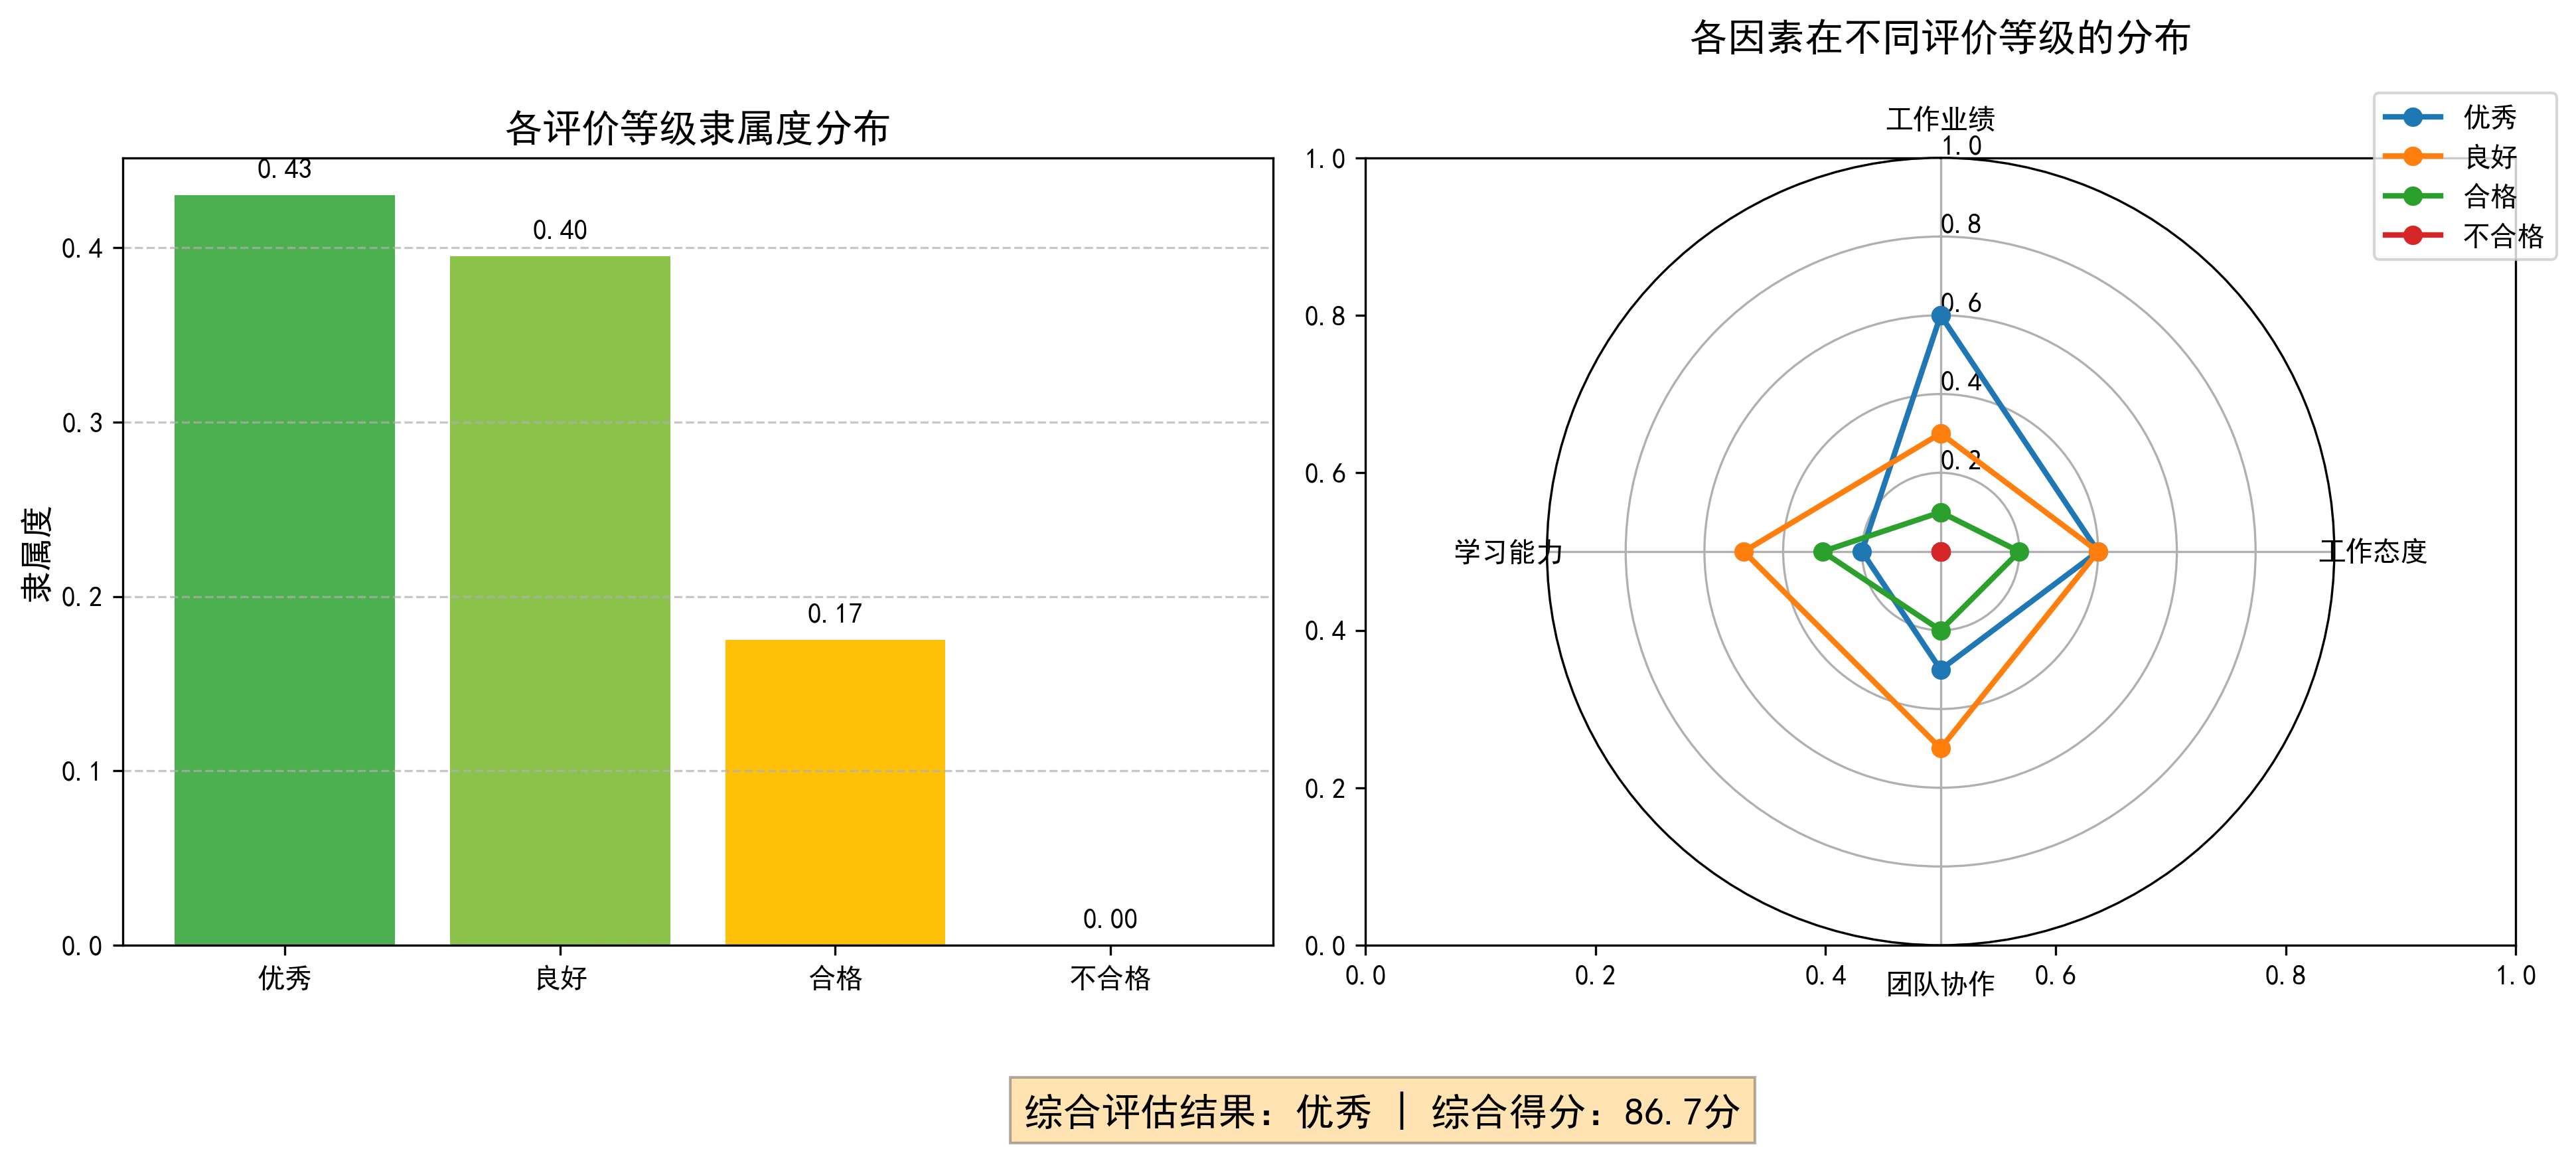 各评价等级隶属度分布
隶属度
0.4
0.3
0.2
0.1
0.0
0.43
0.40
0.17
0.00
优秀
良好
合格
不合格
各因素在不同评价等级的分布
优秀
良好
合格
不合格
工作业绩
1.0
0.8
0.6
0.4
0.2
学习能力
工作态度
团队协作
1.0
0.8
0.6
0.4
0.2
0.0
0.0
0.2
0.4
0.6
0.8
1.0
综合评估结果：优秀 | 综合得分：86.7分